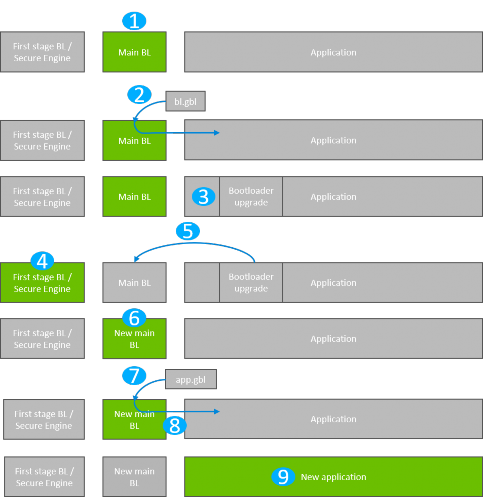 1
First stage BL /
Secure Engine
Main BL
Application
2
bl.gbl
First stage BL /
Secure Engine
Main BL
Application
First stage BL /
Secure Engine
Main BL
3
Bootloader
upgrade
Application
5
4
First stage BL /
Secure Engine
Main BL
Bootloader
upgrade
Application
6
First stage BL /
Secure Engine
New main
BL
Application
7
app.gbl
First stage BL /
Secure Engine
New main
BL
8
Application
First stage BL /
Secure Engine
New main
BL
9
New application